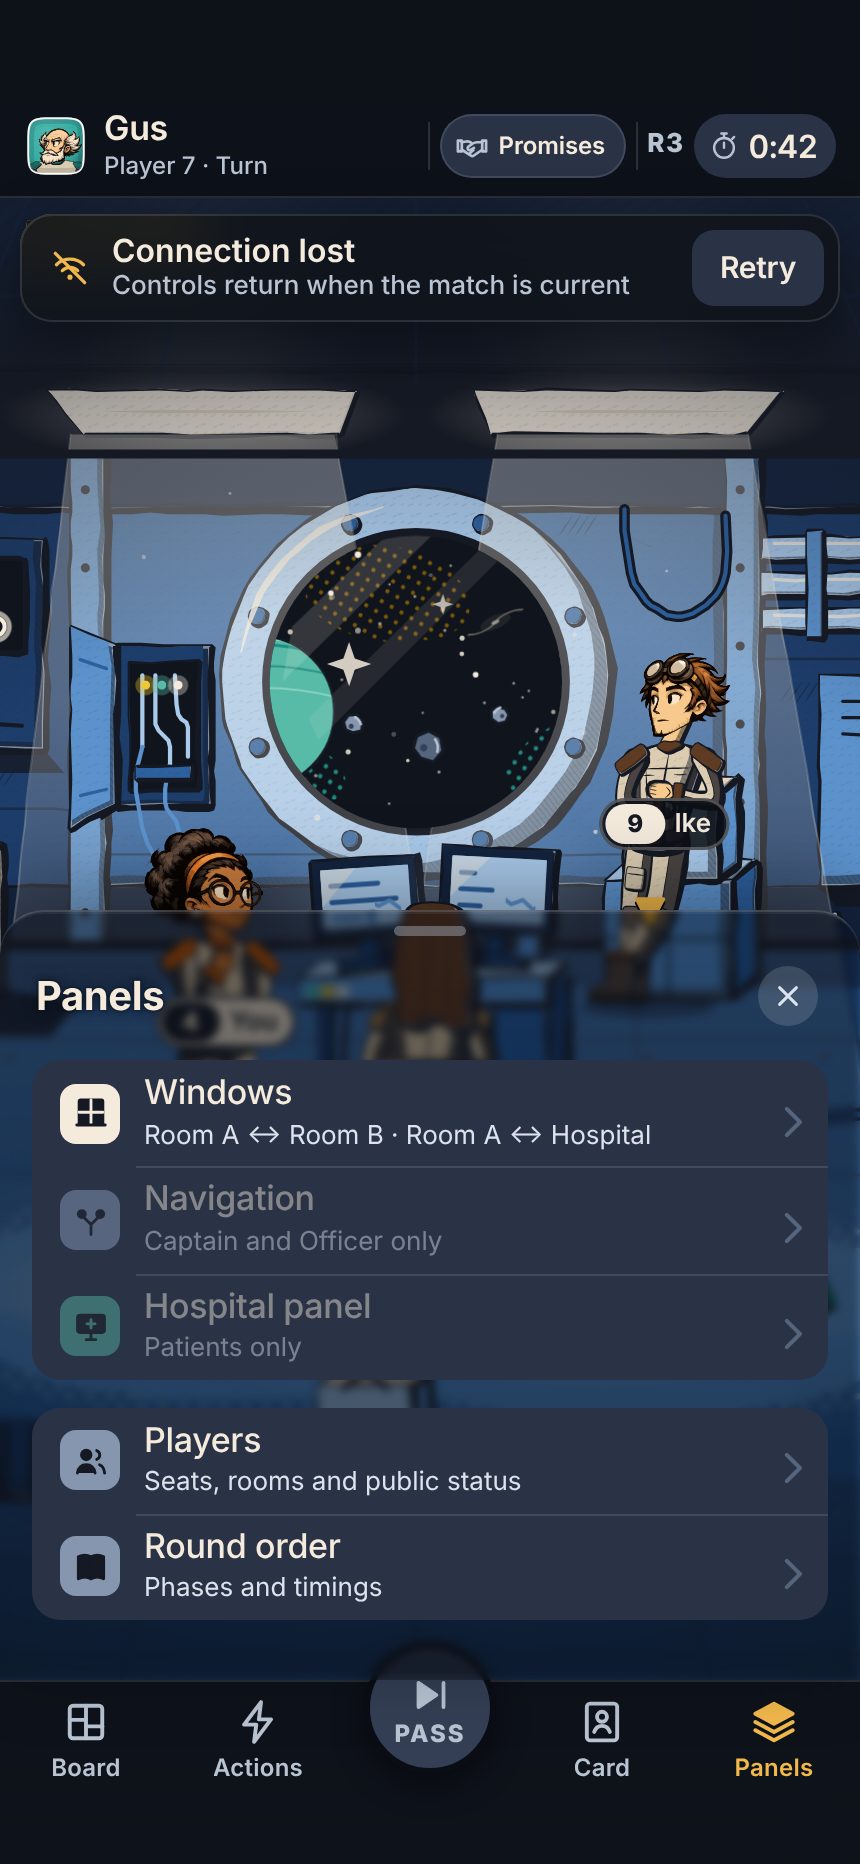 Gus
Player 7 · Turn
Promises
R3
0:42
Connection lost
Controls return when the match is current
Retry
9 Ike
Panels
4 You
Windows
Room A ↔ Room B · Room A ↔ Hospital
Navigation
Captain and Officer only
Hospital panel
Patients only
Players
Seats, rooms and public status
Round order
Phases and timings
Board
Actions
PASS
Card
Panels